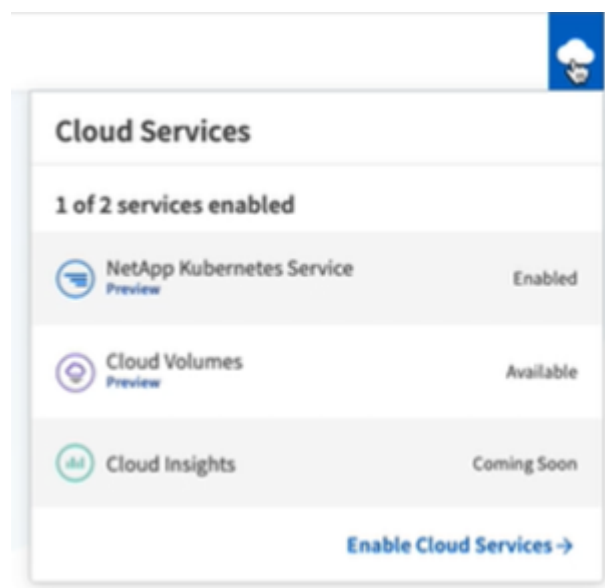 Cloud Services
1 of 2 services enabled
NetApp Kubernetes Service
Preview
Enabled
Cloud Volumes
Preview
Available
Cloud Insights
Coming Soon
Enable Cloud Services →